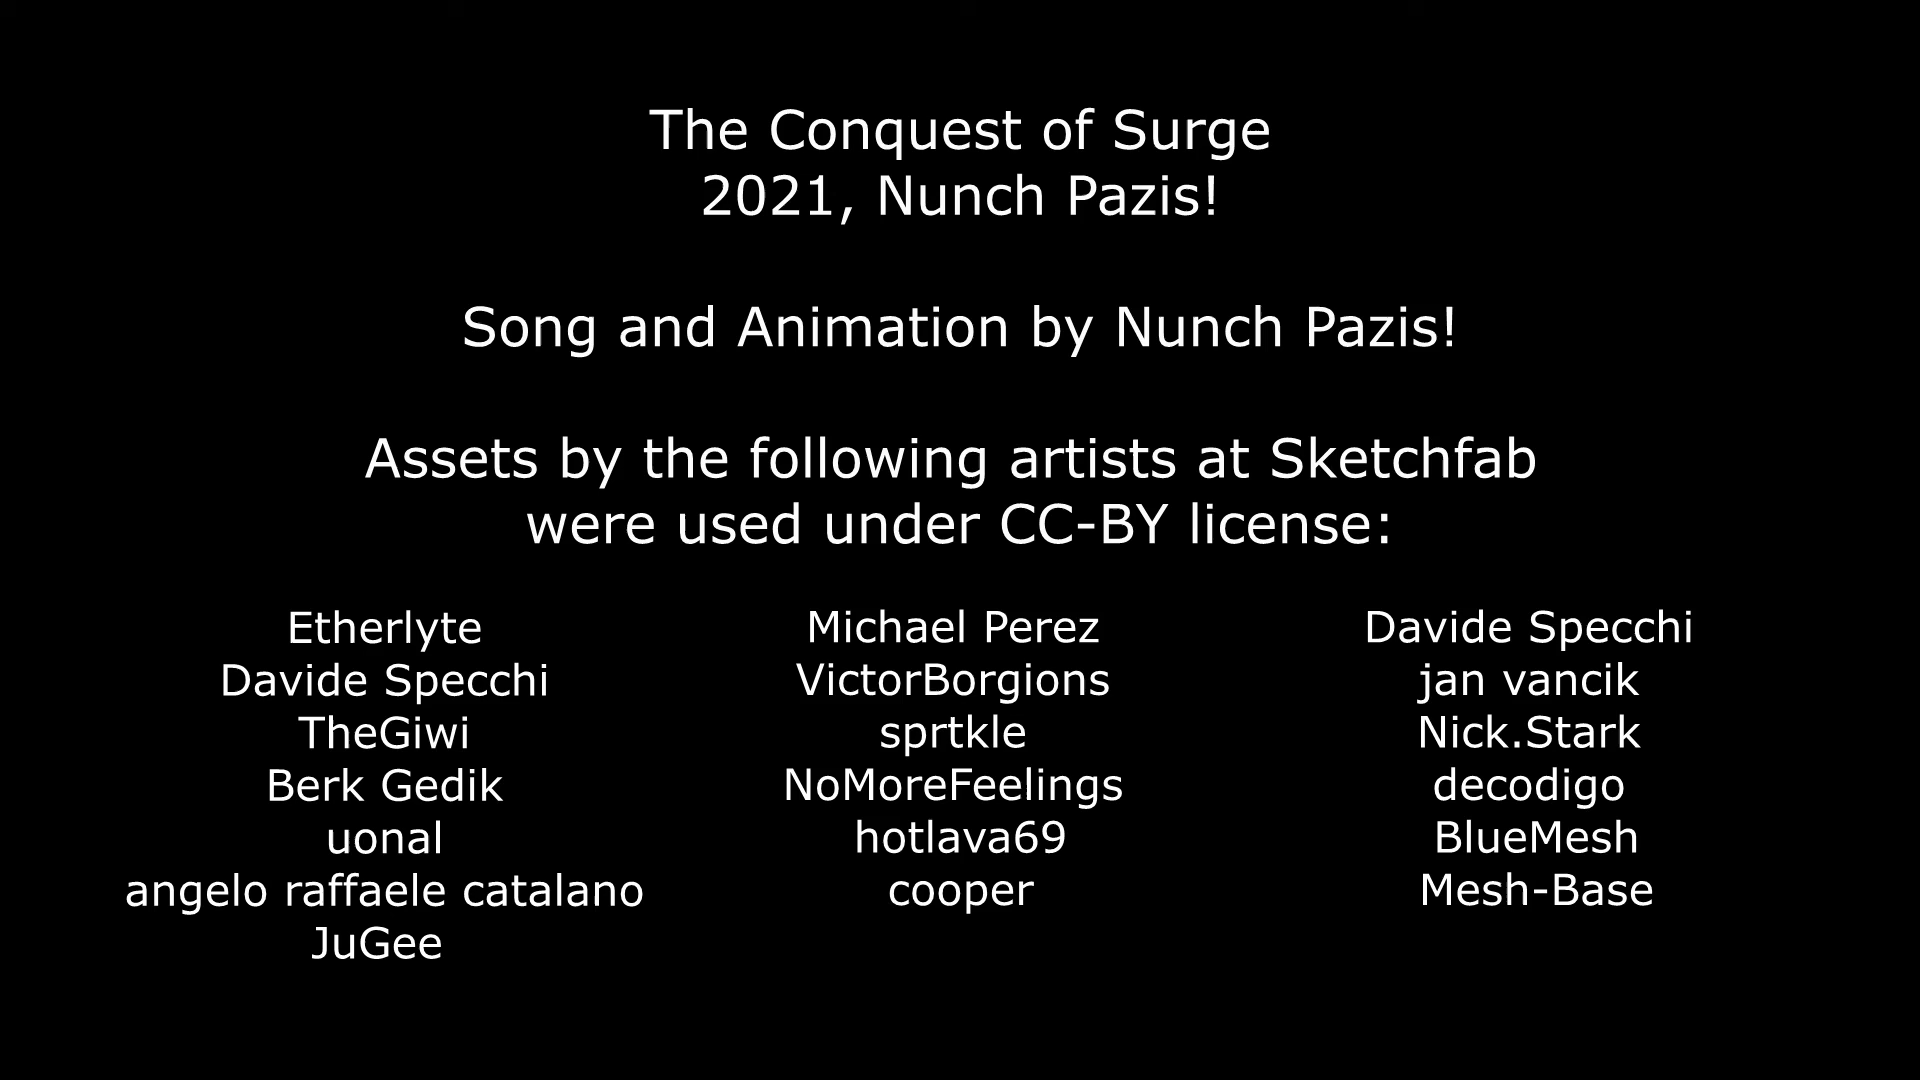 The Conquest of Surge
2021, Nunch Pazis!
Song and Animation by Nunch Pazis!
Assets by the following artists at Sketchfab
were used under CC-BY license:
Etherlyte
Davide Specchi
TheGiwi
Berk Gedik
uonal
angelo raffaele catalano
JuGee
Michael Perez
VictorBorgions
sprtkle
NoMoreFeelings
hotlava69
cooper
Davide Specchi
jan vancik
Nick.Stark
decodigo
BlueMesh
Mesh-Base